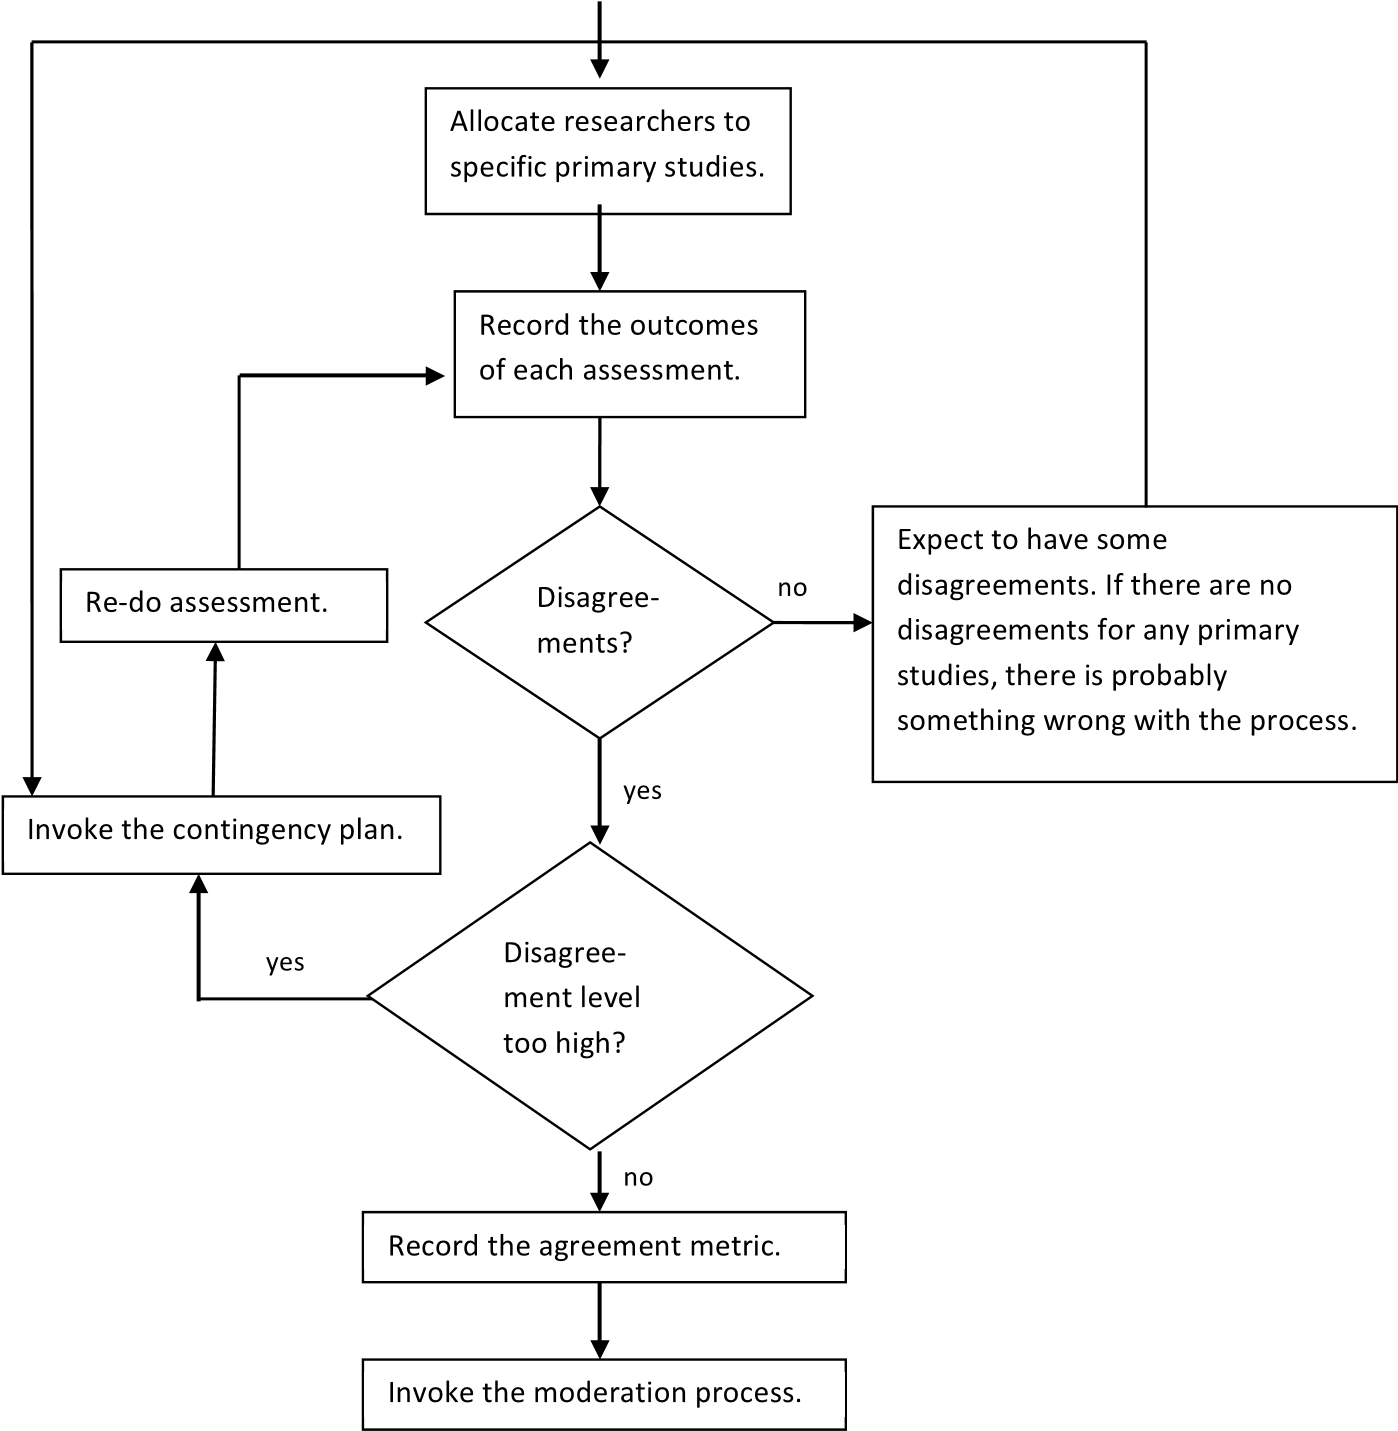 Allocate researchers to
specific primary studies.
Record the outcomes
of each assessment.
Disagree-
ments?
no
Expect to have some
disagreements. If there are no
disagreements for any primary
studies, there is probably
something wrong with the process.
Re-do assessment.
yes
Invoke the contingency plan.
yes
Disagree-
ment level
too high?
no
Record the agreement metric.
Invoke the moderation process.